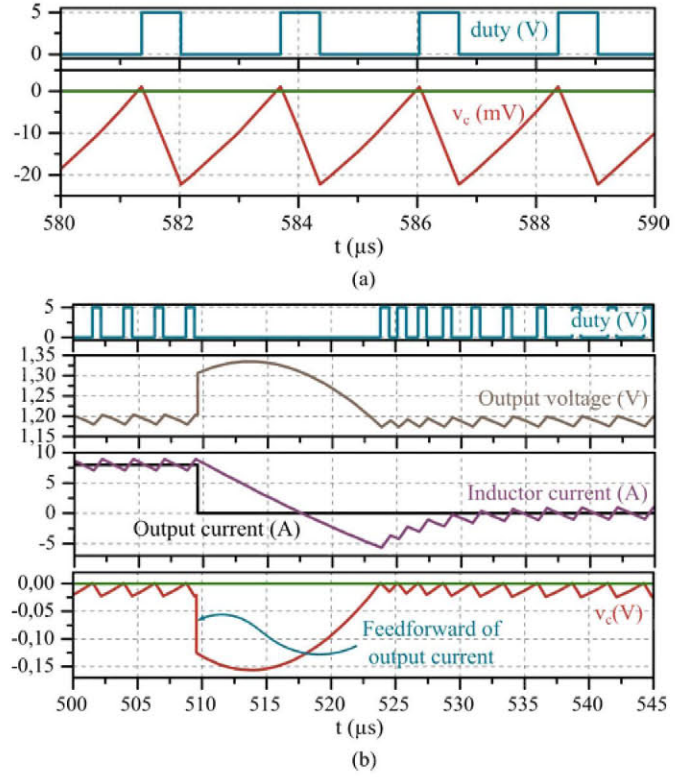 5
0
duty (V)
0
-10
-20
v_c (mV)
580 582 584 586 588 590
t (µs)
(a)
5
0
duty (V)
1,35
1,30
1,25
1,20
1,15
Output voltage (V)
10
5
0
-5
Inductor current (A)
Output current (A)
0,00
-0,05
-0,10
-0,15
v_c(V)
Feedforward of
output current
500 505 510 515 520 525 530 535 540 545
t (µs)
(b)